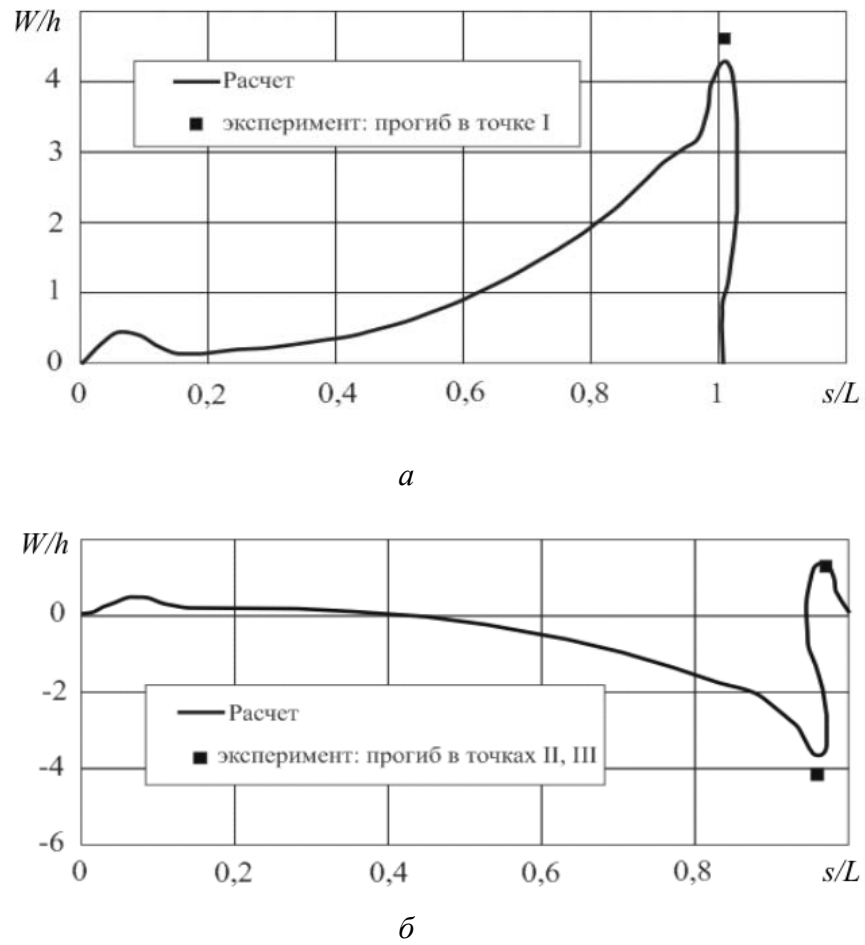 W/h
4
3
2
1
0
Расчет
эксперимент: прогиб в точке I
0
0,2
0,4
0,6
0,8
1
s/L
а
W/h
0
-2
-4
-6
Расчет
эксперимент: прогиб в точках II, III
0
0,2
0,4
0,6
0,8
s/L
б